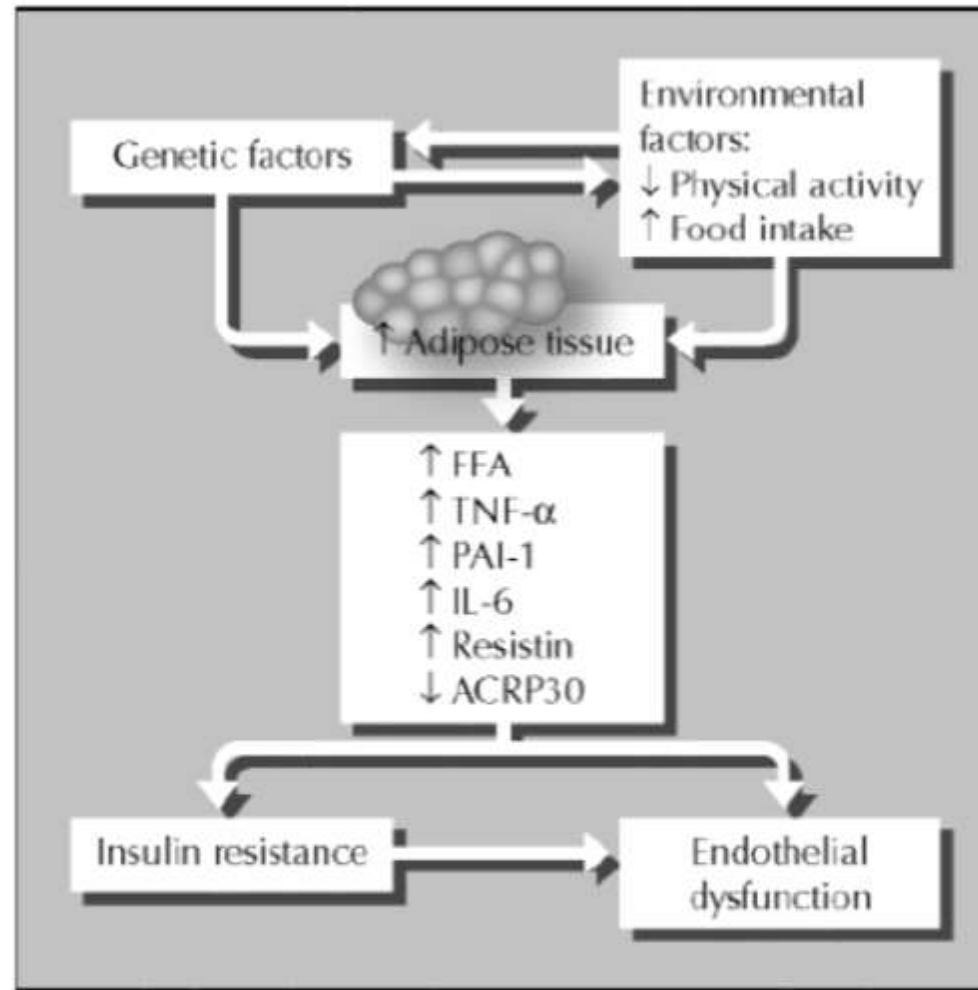 Genetic factors
Environmental
factors:
↓ Physical activity
↑ Food intake
↑ Adipose tissue
↑ FFA
↑ TNF-α
↑ PAI-1
↑ IL-6
↑ Resistin
↓ ACRP30
Insulin resistance
Endothelial
dysfunction